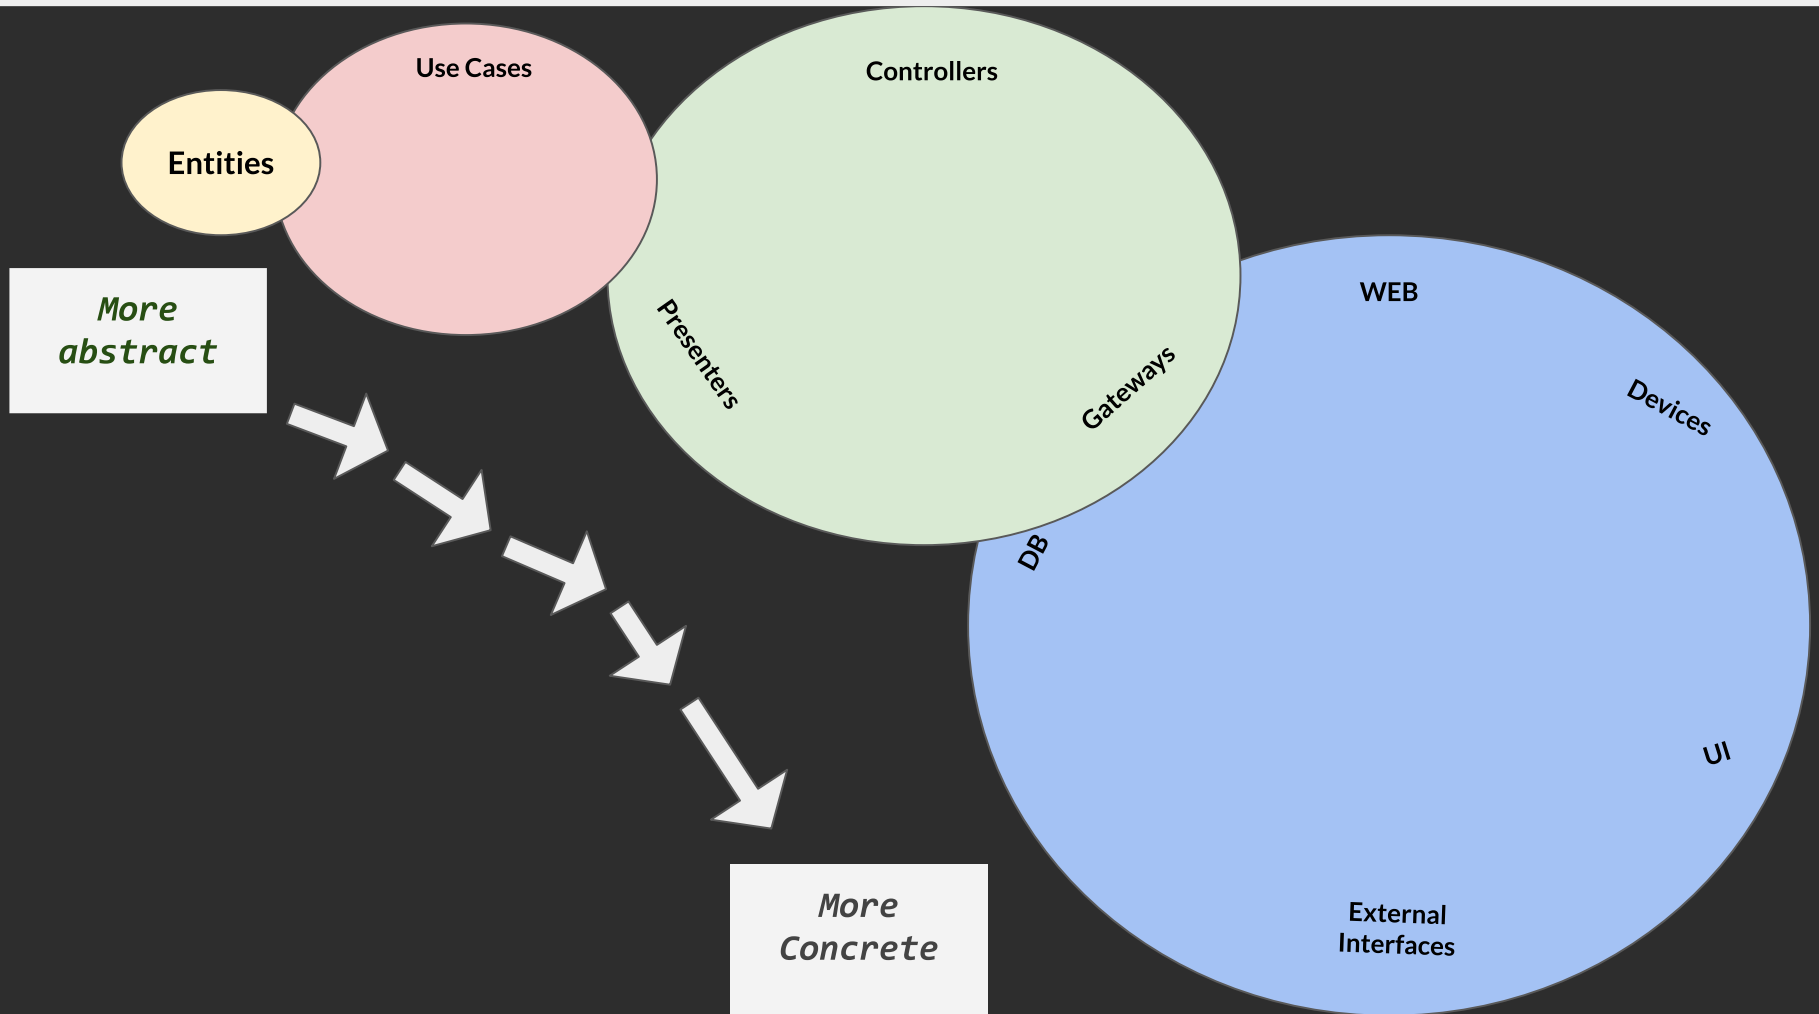 Use Cases
Controllers
Entities
More
abstract
Presenters
Gateways
WEB
Devices
DB
UI
More
Concrete
External
Interfaces